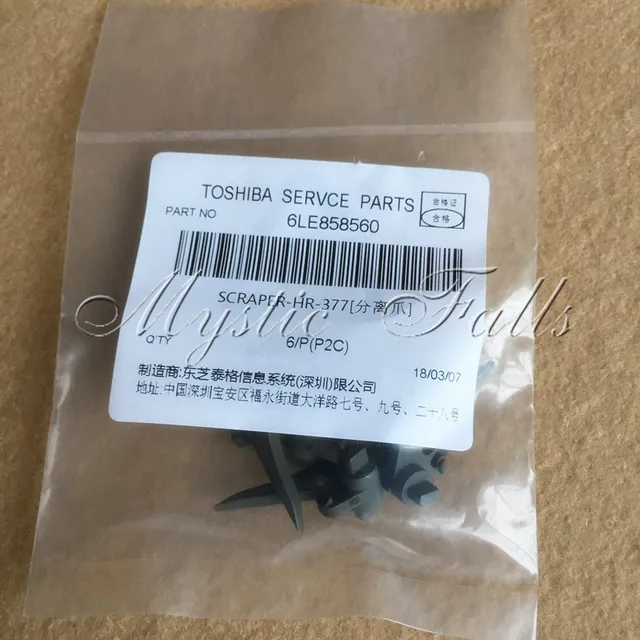 TOSHIBA SERVCE PARTS
合格证
合格
PART NO
6LE858560
SCRAPER-HR-377[分离爪]
Mystic Falls
Q'TY
6/P(P2C)
18/03/07
制造商:东芝泰格信息系统(深圳)限公司
地址:中国深圳宝安区福永街道大洋路七号、九号、二十八号